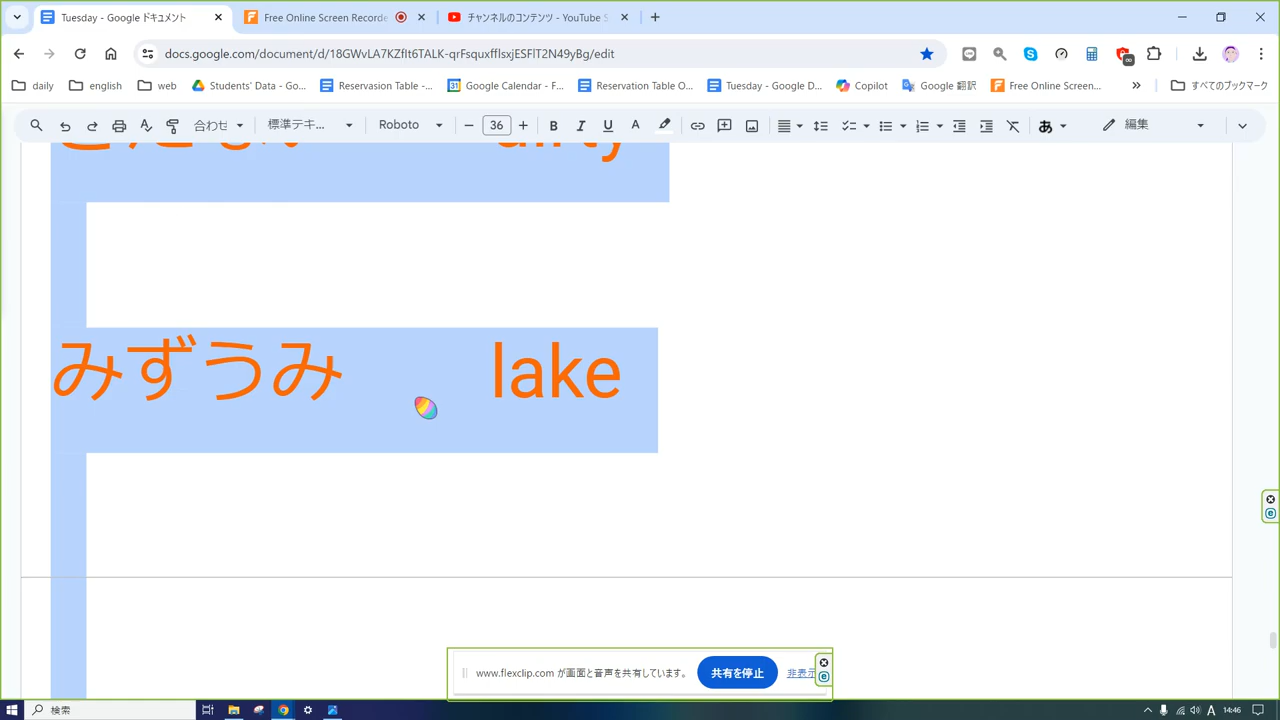 Tuesday - Google ドキュメント
Free Online Screen Recorde
チャンネルのコンテンツ - YouTube S
docs.google.com/document/d/18GWvLA7KZflt6TALK-qrFsquxfflsxjESFlT2N49yBg/edit
daily
english
web
Students' Data - Go...
Reservasion Table -...
Google Calendar - F...
Reservation Table O...
Tuesday - Google D...
Copilot
Google 翻訳
Free Online Screen...
すべてのブックマーク
合わせ
標準テキ...
Roboto
36
編集
dirty
みずうみ lake
www.flexclip.com が画面と音声を共有しています。
共有を停止
非表示
検索
A
14:46